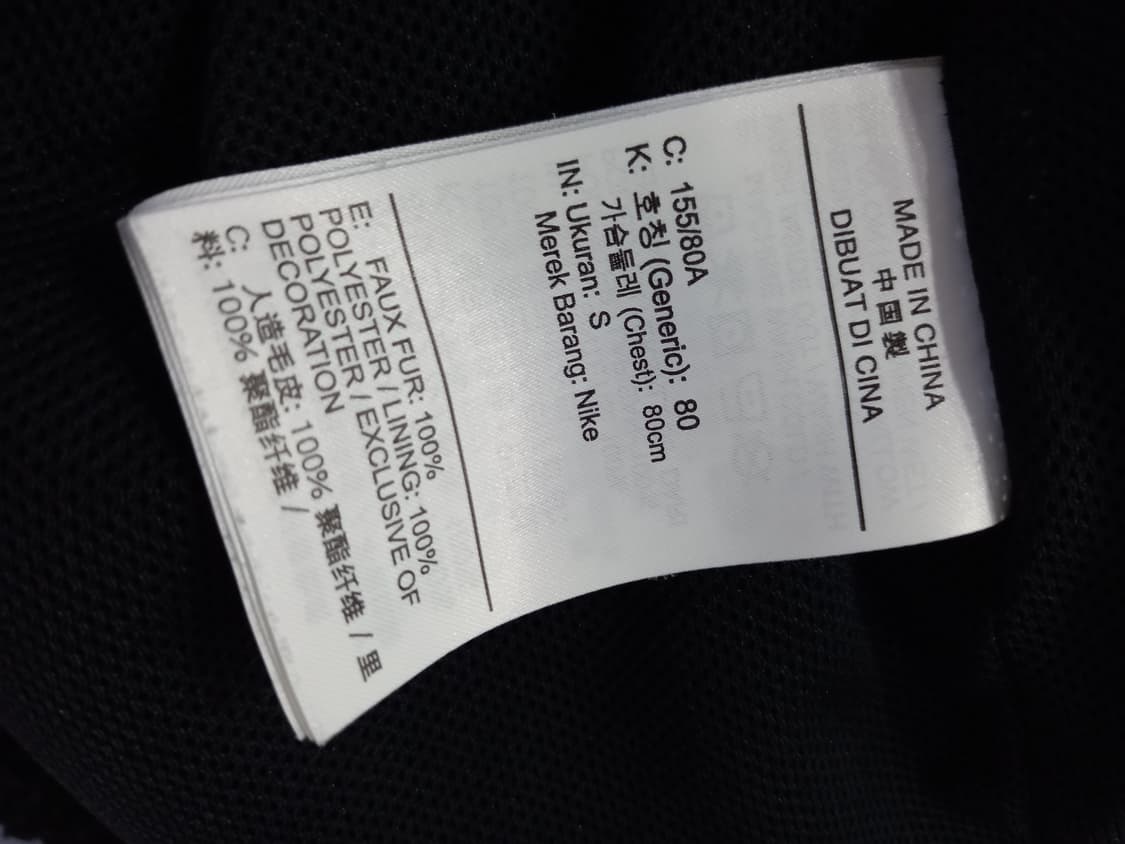 MADE IN CHINA
中国製
DIBUAT DI CINA
C: 155/80A
K: 호칭 (Generic): 80
가슴둘레 (Chest): 80cm
IN: Ukuran: S
Merek Barang: Nike
E: FAUX FUR: 100%
POLYESTER / LINING: 100%
POLYESTER / EXCLUSIVE OF
DECORATION
C: 人造毛皮: 100% 聚酯纤维 / 里
料: 100% 聚酯纤维 /